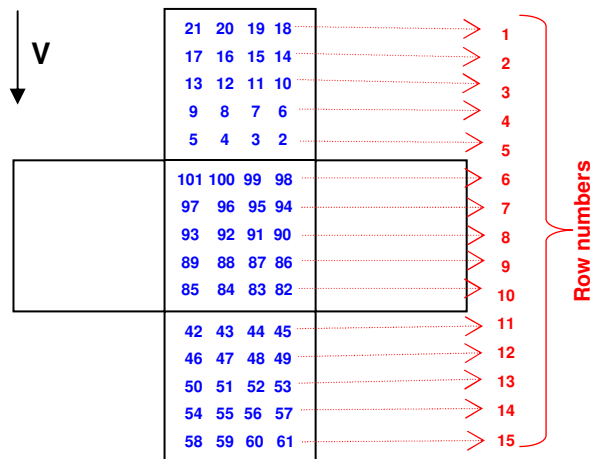 21 20 19 18 1
V
17 16 15 14 2
13 12 11 10 3
9 8 7 6 4
5 4 3 2 5
101 100 99 98 6
97 96 95 94 7
93 92 91 90 8
89 88 87 86 9
85 84 83 82 10
42 43 44 45 11
46 47 48 49 12
50 51 52 53 13
54 55 56 57 14
58 59 60 61 15
Row numbers